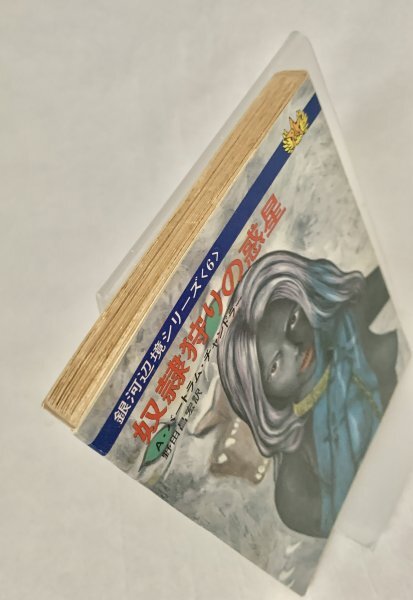 銀河辺境シリーズ〈6〉
奴隷狩りの惑星
A・バートラム・チャンドラー
野田昌宏訳